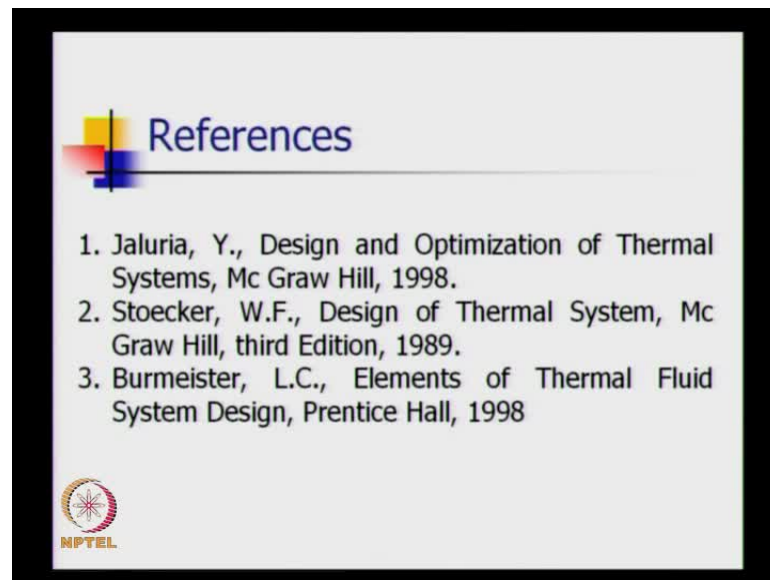 References
1. Jaluria, Y., Design and Optimization of Thermal
Systems, Mc Graw Hill, 1998.
2. Stoecker, W.F., Design of Thermal System, Mc
Graw Hill, third Edition, 1989.
3. Burmeister, L.C., Elements of Thermal Fluid
System Design, Prentice Hall, 1998
NPTEL